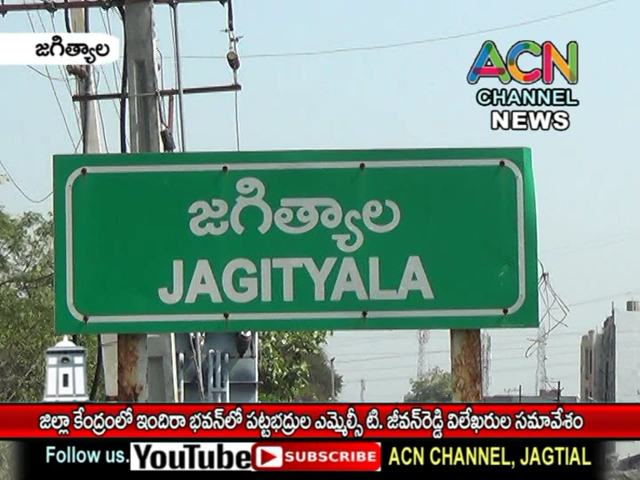 జగిత్యాల
ACN
CHANNEL
NEWS
జగిత్యాల
JAGITYALA
జిల్లా కేంద్రంలో ఇందిరా భవన్‌లో పట్టభద్రుల ఎమ్మెల్సీ టి. జీవన్‌రెడ్డి విలేఖరుల సమావేశం
Follow us. YouTube SUBSCRIBE ACN CHANNEL, JAGTIAL